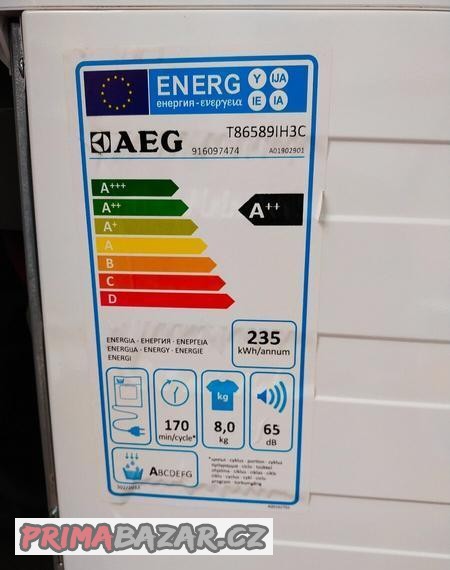 ENERG Y IJA
енергия·ενεργεια IE IA
AEG T86589IH3C
916097474 A01902901
A+++
A++ A++
A+
A
B
C
D
ENERGIA · ЕНЕРГИЯ · ΕΝΕΡΓΕΙΑ
ENERGIJA · ENERGY · ENERGIE
ENERGI
235
kWh/annum
kg
170 8,0 65
min/cycle* kg dB
ABCDEFG
PRIMABAZAR.CZ